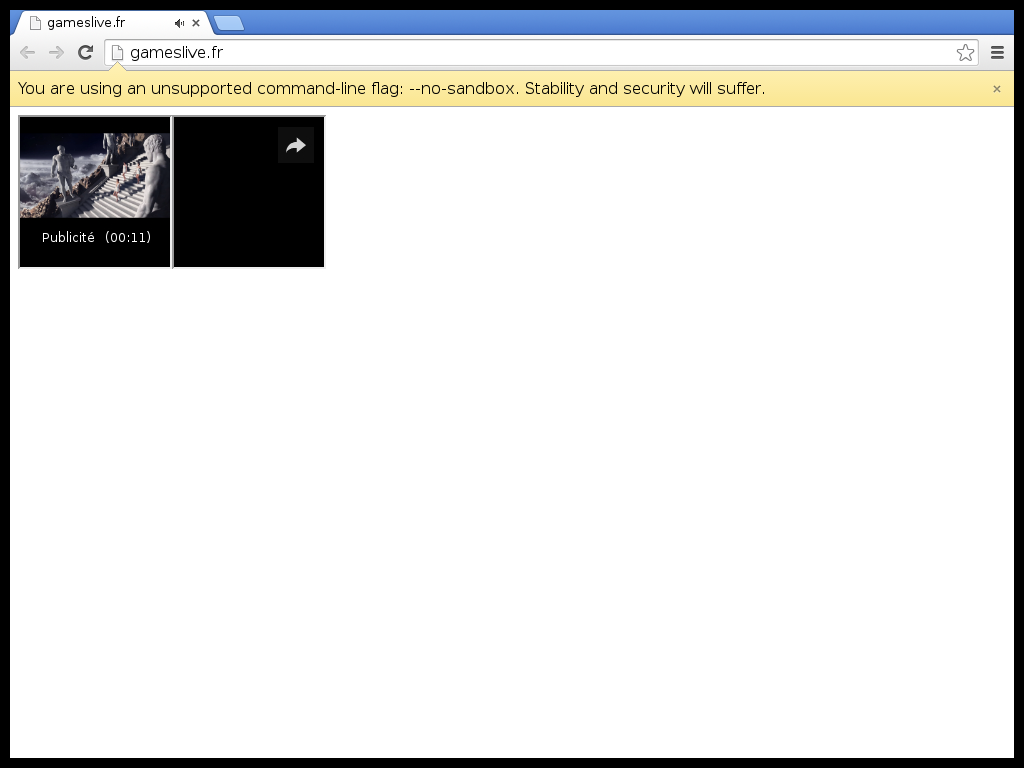 gameslive.fr
gameslive.fr
You are using an unsupported command-line flag: --no-sandbox. Stability and security will suffer.
Publicité (00:11)